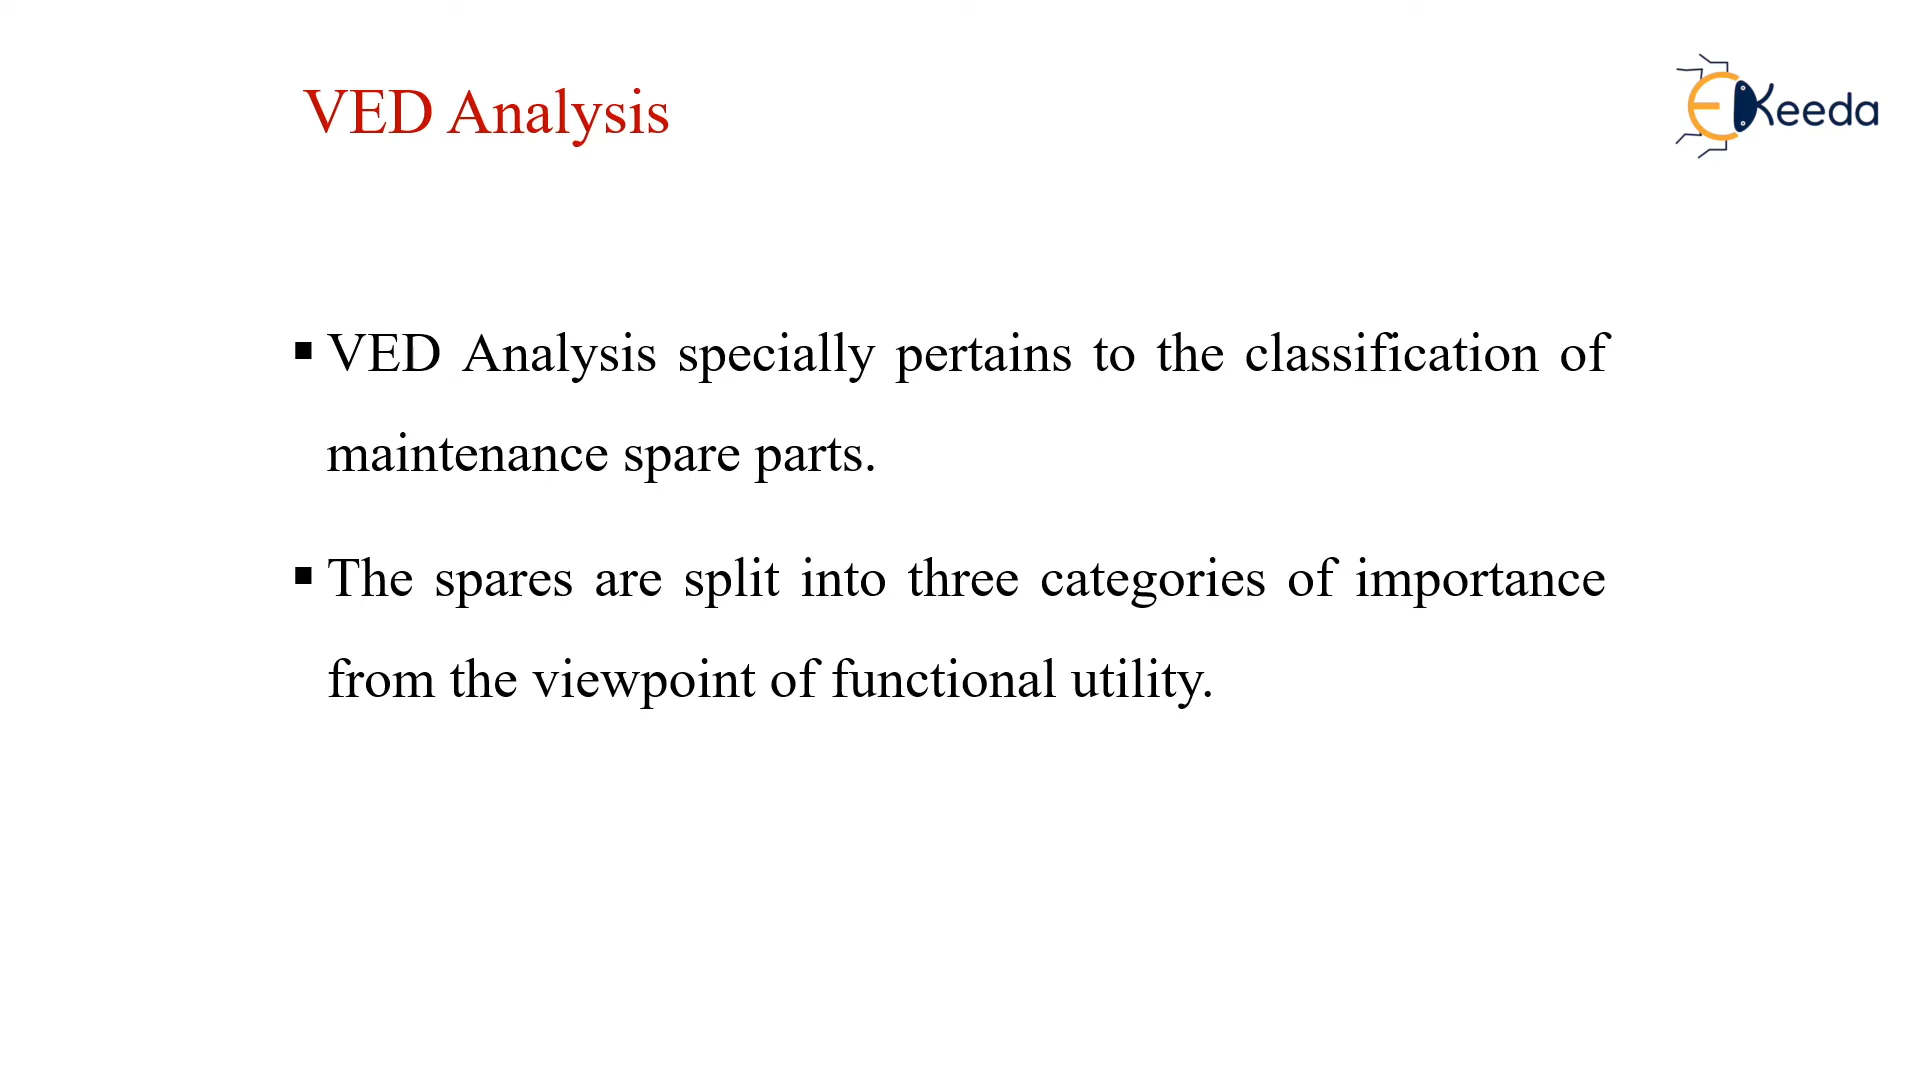 VED Analysis
EKeeda
▪ VED Analysis specially pertains to the classification of
maintenance spare parts.
▪ The spares are split into three categories of importance
from the viewpoint of functional utility.